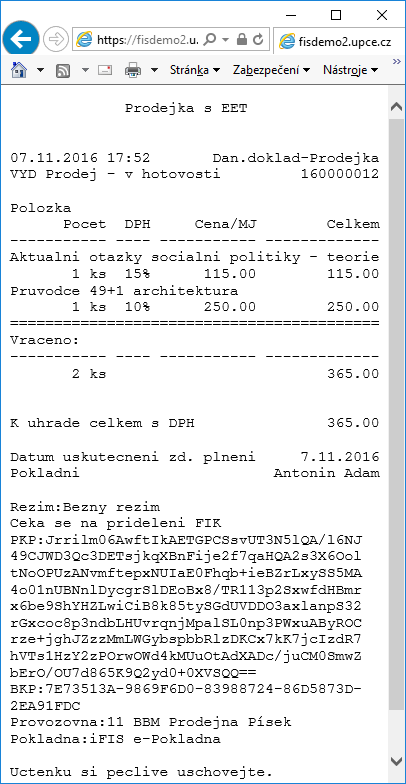 https://fisdemo2.u.
fisdemo2.upce.cz
Stránka
Zabezpečení
Nástroje
Prodejka s EET
07.11.2016 17:52 Dan.doklad-Prodejka
VYD Prodej - v hotovosti 160000012
Polozka
Pocet DPH Cena/MJ Celkem
----------- ---- ----------- ------------
Aktualni otazky socialni politiky - teorie
1 ks 15% 115.00 115.00
Pruvodce 49+1 architektura
1 ks 10% 250.00 250.00
=========================================
Vraceno:
----------- ---- ----------- ------------
2 ks 365.00
K uhrade celkem s DPH 365.00
Datum uskutecneni zd. plneni 7.11.2016
Pokladni Antonin Adam
Rezim:Bezny rezim
Ceka se na prideleni FIK
PKP:Jrrilm06AwftIkAETGPCSsvUT3N5lQA/l6NJ
49CJWD3Qc3DETsjkqXBnFije2f7qaHQA2s3X6Ool
tNoOPUzANvmftepxNUIaE0Fhqb+ieBZrLxySS5MA
4o01nUBNnlDycgrSlDEoBx8/TR113p2SxwfdHBmr
x6be9ShYHZLwiCiB8k85tySGdUVDDO3axlanpS32
rGxcoc8p3ndbLHUvrqnjMpalSL0np3PWxuAByROC
rze+jghJZzzMmLWGybspbbRlzDKCx7kK7jcIzdR7
hVTs1HzY2zPOrwOWd4kMUuOtAdXADc/juCM0SmwZ
bErO/OU7d865K9Q2yd0+0XVSQQ==
BKP:7E73513A-9869F6D0-83988724-86D5873D-
2EA91FDC
Provozovna:11 BBM Prodejna Písek
Pokladna:iFIS e-Pokladna
Uctenku si peclive uschovejte.